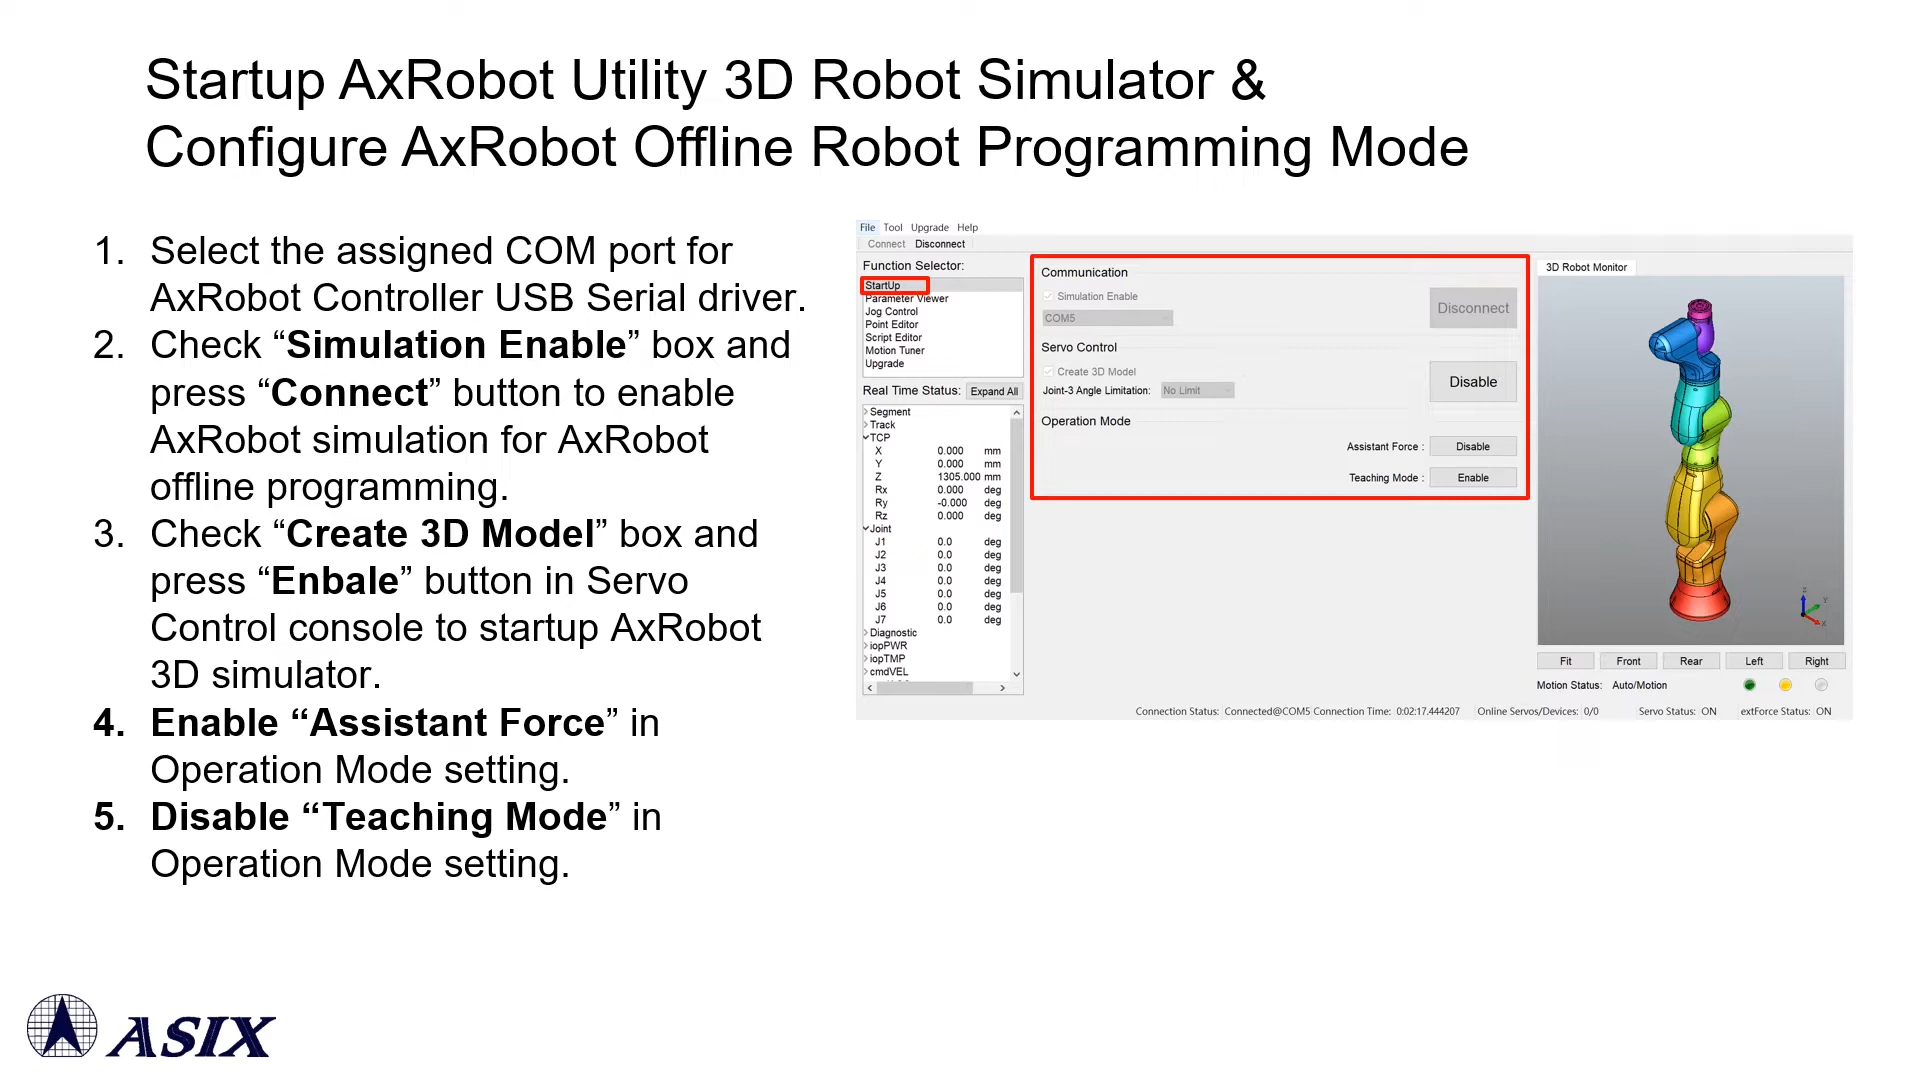 Startup AxRobot Utility 3D Robot Simulator &
Configure AxRobot Offline Robot Programming Mode
1. Select the assigned COM port for
AxRobot Controller USB Serial driver.
2. Check “Simulation Enable” box and
press “Connect” button to enable
AxRobot simulation for AxRobot
offline programming.
3. Check “Create 3D Model” box and
press “Enbale” button in Servo
Control console to startup AxRobot
3D simulator.
4. Enable “Assistant Force” in
Operation Mode setting.
5. Disable “Teaching Mode” in
Operation Mode setting.
File Tool Upgrade Help
Connect Disconnect
Function Selector:
StartUp
Parameter Viewer
Jog Control
Point Editor
Script Editor
Motion Tuner
Upgrade
Real Time Status: Expand All
Segment
Track
TCP
X 0.000 mm
Y 0.000 mm
Z 1305.000 mm
Rx 0.000 deg
Ry -0.000 deg
Rz 0.000 deg
Joint
J1 0.0 deg
J2 0.0 deg
J3 0.0 deg
J4 0.0 deg
J5 0.0 deg
J6 0.0 deg
J7 0.0 deg
Diagnostic
iopPWR
iopTMP
cmdVEL
Communication
Simulation Enable
COM5
Disconnect
Servo Control
Create 3D Model
Disable
Joint-3 Angle Limitation: No Limit
Operation Mode
Assistant Force : Disable
Teaching Mode : Enable
3D Robot Monitor
Z
Y
X
Fit Front Rear Left Right
Motion Status: Auto/Motion
Connection Status: Connected@COM5 Connection Time: 0:02:17.444207 Online Servos/Devices: 0/0 Servo Status: ON extForce Status: ON
ASIX